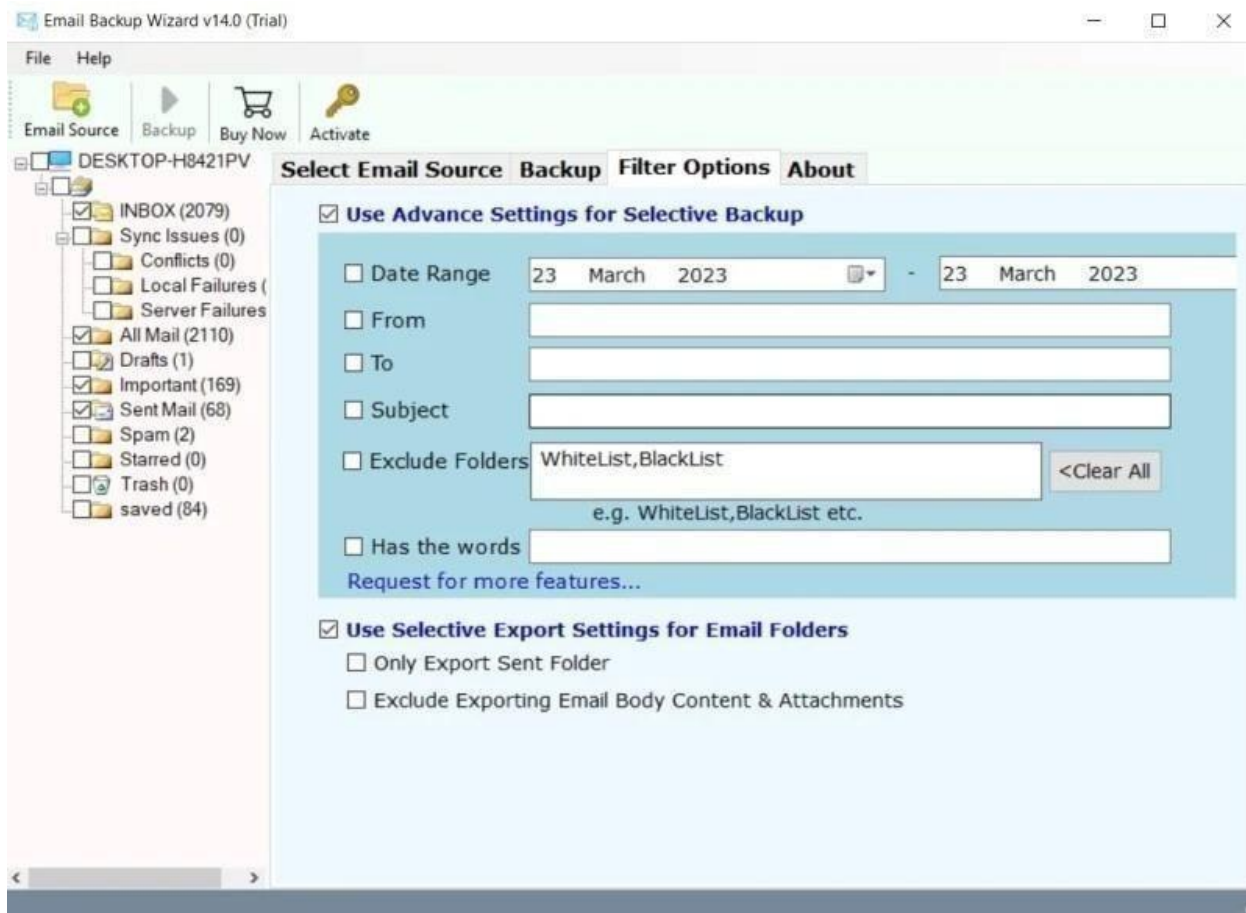 Email Backup Wizard v14.0 (Trial)
File Help
Email Source Backup Buy Now Activate
DESKTOP-H8421PV
INBOX (2079)
Sync Issues (0)
Conflicts (0)
Local Failures (
Server Failures
All Mail (2110)
Drafts (1)
Important (169)
Sent Mail (68)
Spam (2)
Starred (0)
Trash (0)
saved (84)
Select Email Source Backup Filter Options About
Use Advance Settings for Selective Backup
Date Range 23 March 2023 - 23 March 2023
From
To
Subject
Exclude Folders WhiteList,BlackList <Clear All
e.g. WhiteList,BlackList etc.
Has the words
Request for more features...
Use Selective Export Settings for Email Folders
Only Export Sent Folder
Exclude Exporting Email Body Content & Attachments